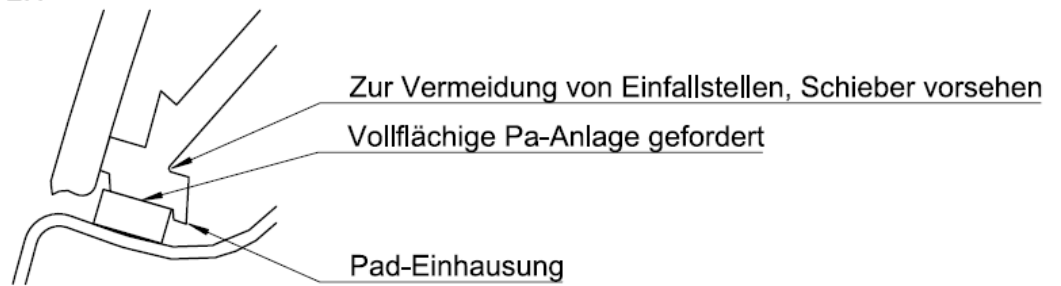 Zur Vermeidung von Einfallstellen, Schieber vorsehen
Vollflächige Pa-Anlage gefordert
Pad-Einhausung